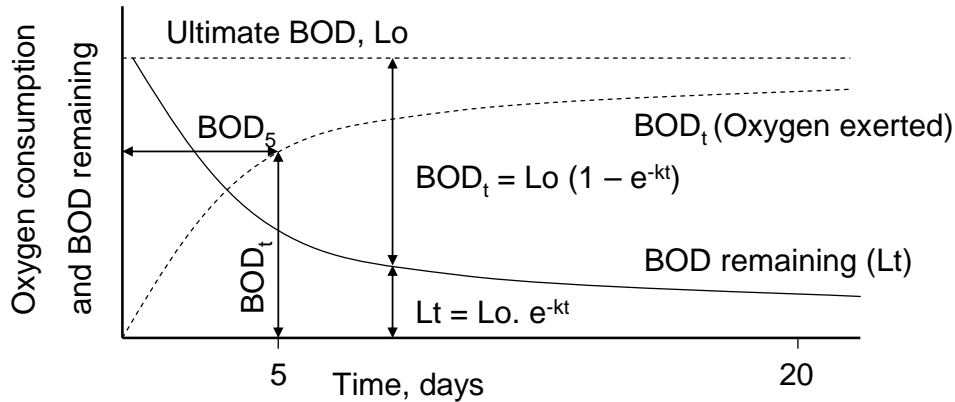 Ultimate BOD, Lo
Oxygen consumption
and BOD remaining
BOD₅
BODₜ (Oxygen exerted)
BODₜ = Lo (1 – e⁻ᵏᵗ)
BODₜ
BOD remaining (Lt)
Lt = Lo. e⁻ᵏᵗ
5
20
Time, days